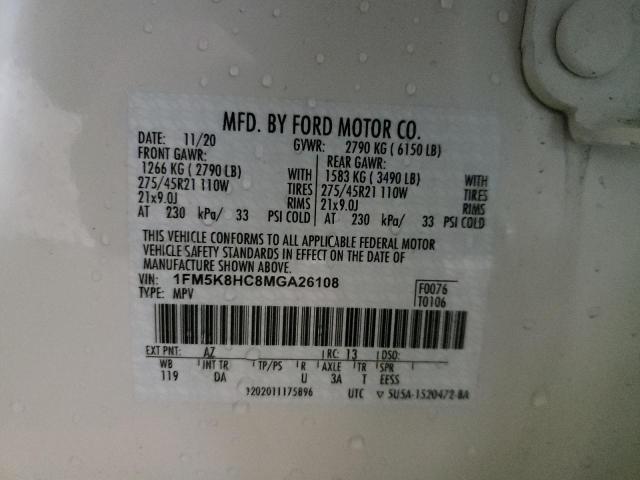 MFD. BY FORD MOTOR CO.
DATE: 11/20 GVWR: 2790 KG ( 6150 LB)
FRONT GAWR: REAR GAWR:
1266 KG ( 2790 LB) WITH 1583 KG ( 3490 LB) WITH
275/45R21 110W TIRES 275/45R21 110W TIRES
21x9.0J RIMS 21x9.0J RIMS
AT 230 kPa/ 33 PSI COLD AT 230 kPa/ 33 PSI COLD
THIS VEHICLE CONFORMS TO ALL APPLICABLE FEDERAL MOTOR
VEHICLE SAFETY STANDARDS IN EFFECT ON THE DATE OF
MANUFACTURE SHOWN ABOVE.
VIN: 1FM5K8HC8MGA26108 F0076
TYPE: MPV T0106
EXT PNT: AZ RC: 13 DSO:
WB INT TR TP/PS R AXLE TR SPR
119 DA U 3A T EESS
202011175896 UTC ▽ 5U5A-1520472-BA